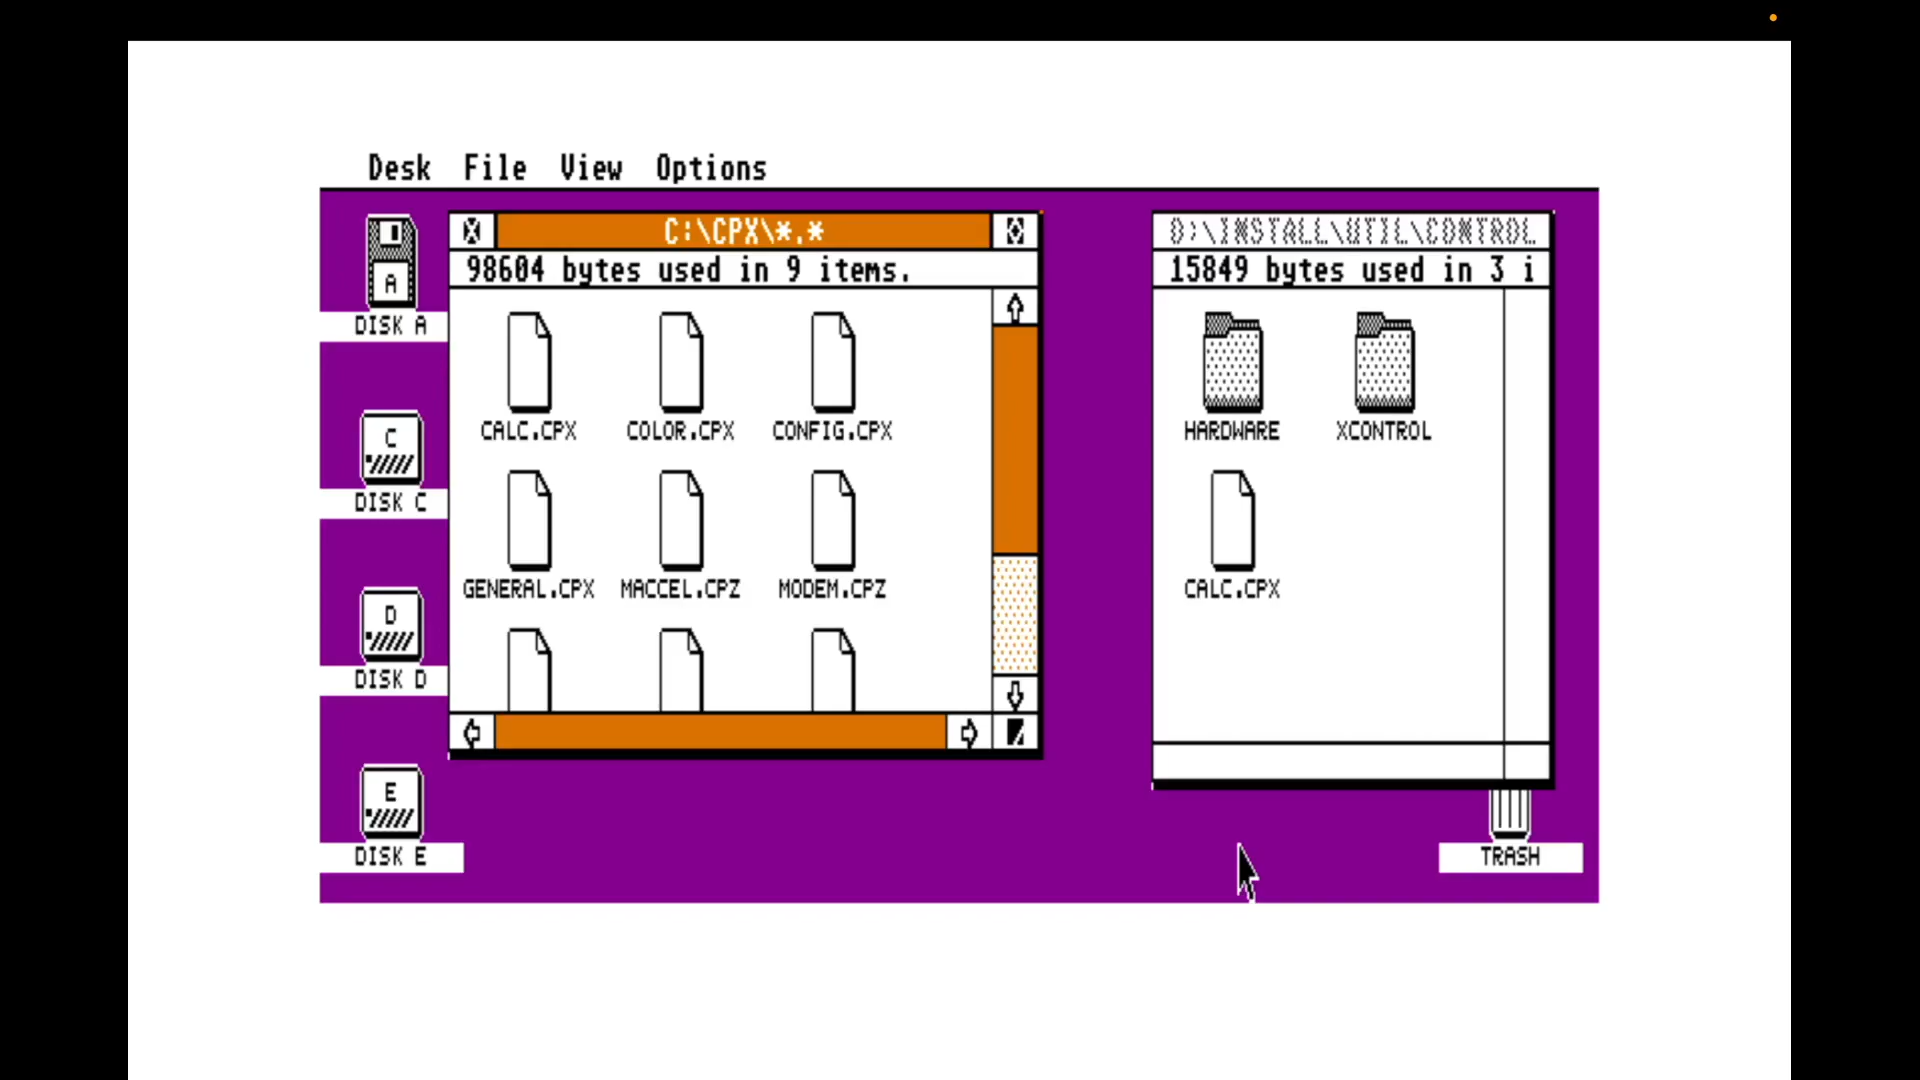 Desk File View Options
C:\CPX\*.*
98604 bytes used in 9 items.
CALC.CPX COLOR.CPX CONFIG.CPX
GENERAL.CPX MACCEL.CPZ MODEM.CPZ
D:\INSTALL\UTIL\CONTROL
15849 bytes used in 3 i
HARDWARE XCONTROL
CALC.CPX
A
DISK A
C
DISK C
D
DISK D
E
DISK E
TRASH